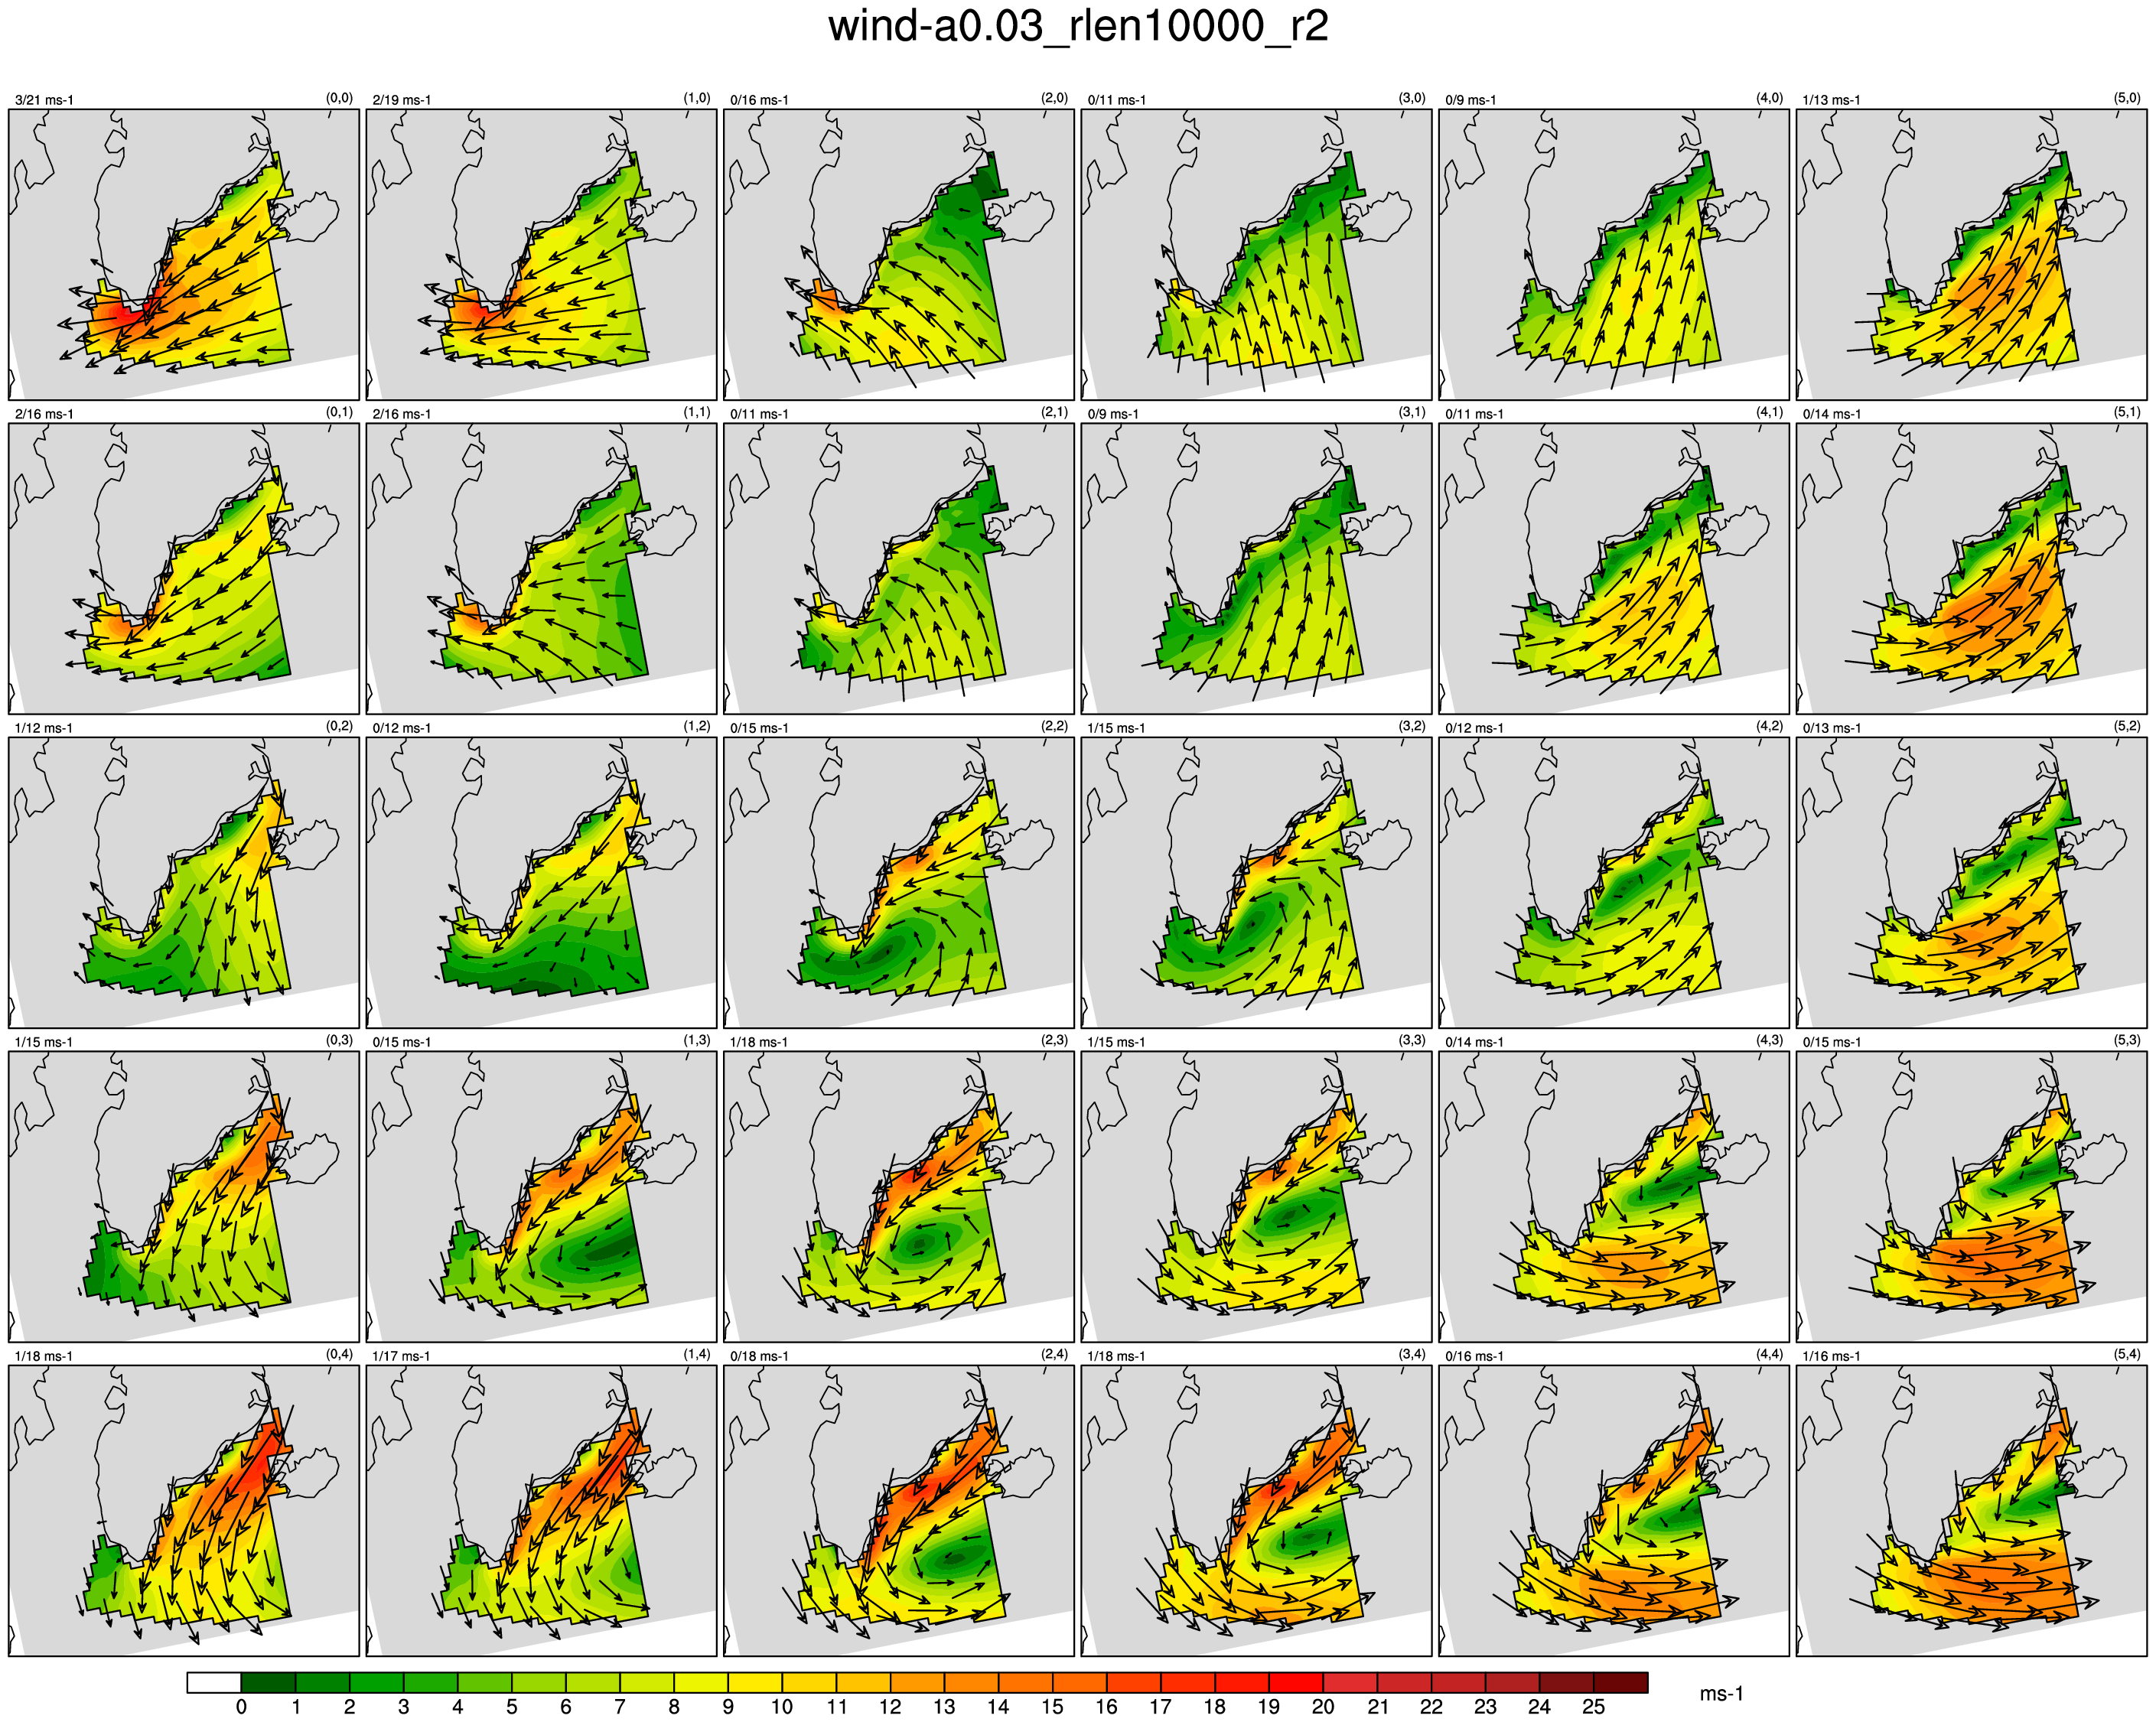 wind-a0.03_rlen10000_r2
3/21 ms-1 (0,0) 2/19 ms-1 (1,0) 0/16 ms-1 (2,0) 0/11 ms-1 (3,0) 0/9 ms-1 (4,0) 1/13 ms-1 (5,0)
2/16 ms-1 (0,1) 2/16 ms-1 (1,1) 0/11 ms-1 (2,1) 0/9 ms-1 (3,1) 0/11 ms-1 (4,1) 0/14 ms-1 (5,1)
1/12 ms-1 (0,2) 0/12 ms-1 (1,2) 0/15 ms-1 (2,2) 1/15 ms-1 (3,2) 0/12 ms-1 (4,2) 0/13 ms-1 (5,2)
1/15 ms-1 (0,3) 0/15 ms-1 (1,3) 1/18 ms-1 (2,3) 1/15 ms-1 (3,3) 0/14 ms-1 (4,3) 0/15 ms-1 (5,3)
1/18 ms-1 (0,4) 1/17 ms-1 (1,4) 0/18 ms-1 (2,4) 1/18 ms-1 (3,4) 0/16 ms-1 (4,4) 1/16 ms-1 (5,4)
0 1 2 3 4 5 6 7 8 9 10 11 12 13 14 15 16 17 18 19 20 21 22 23 24 25 ms-1